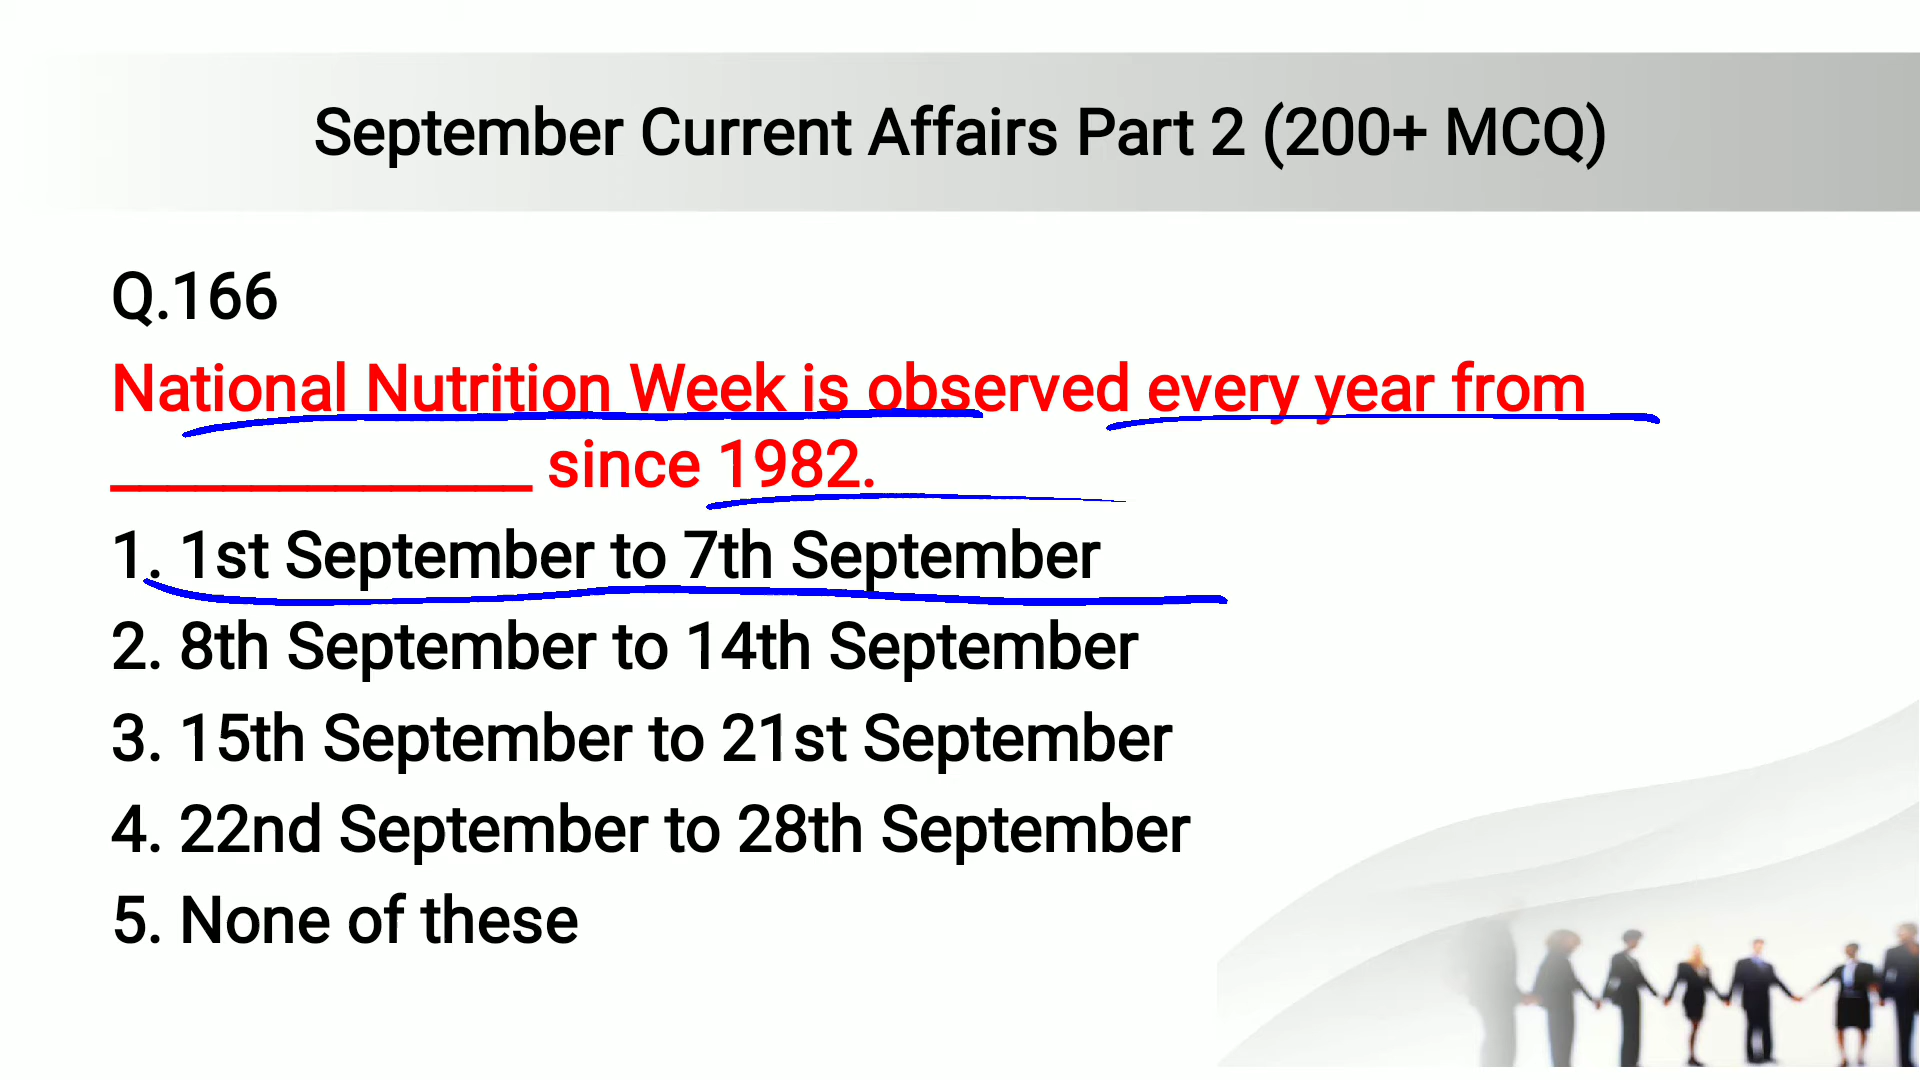 September Current Affairs Part 2 (200+ MCQ)
Q.166
National Nutrition Week is observed every year from
_______________ since 1982.
1. 1st September to 7th September
2. 8th September to 14th September
3. 15th September to 21st September
4. 22nd September to 28th September
5. None of these